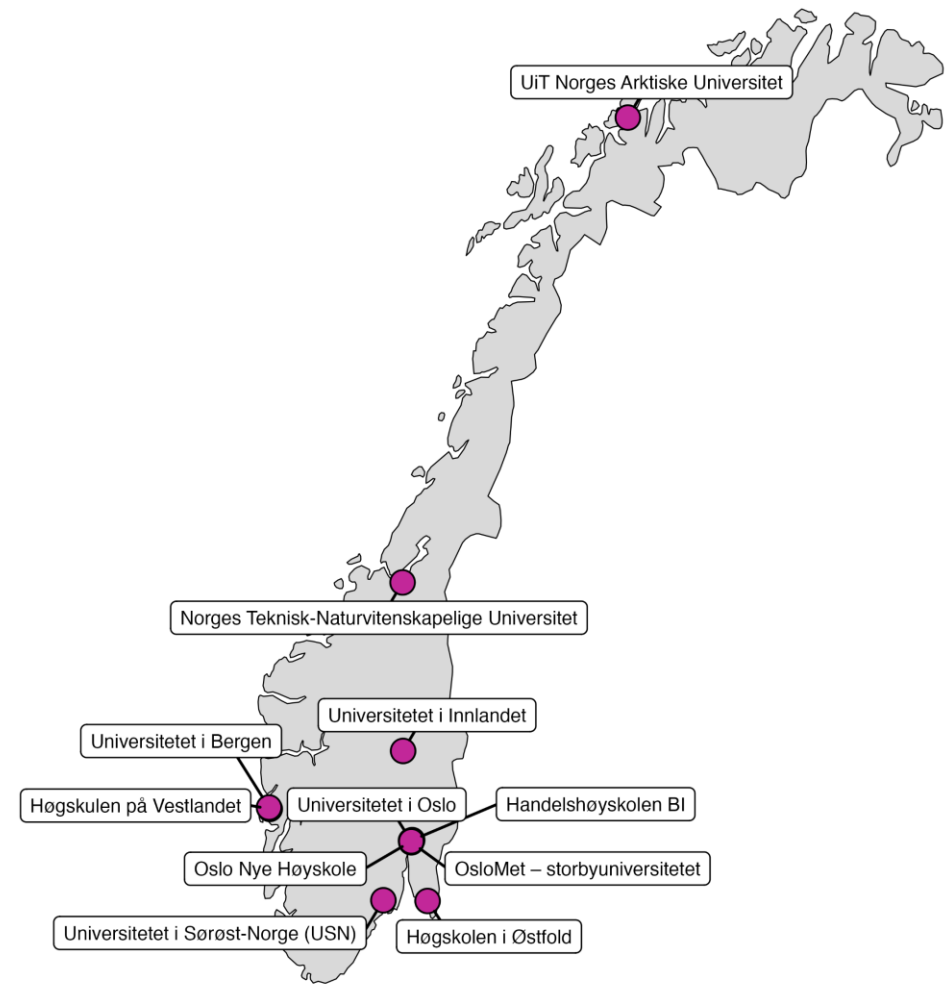 UiT Norges Arktiske Universitet
Norges Teknisk-Naturvitenskapelige Universitet
Universitetet i Innlandet
Universitetet i Bergen
Høgskulen på Vestlandet
Universitetet i Oslo
Handelshøyskolen BI
Oslo Nye Høyskole
OsloMet – storbyuniversitetet
Universitetet i Sørøst-Norge (USN)
Høgskolen i Østfold